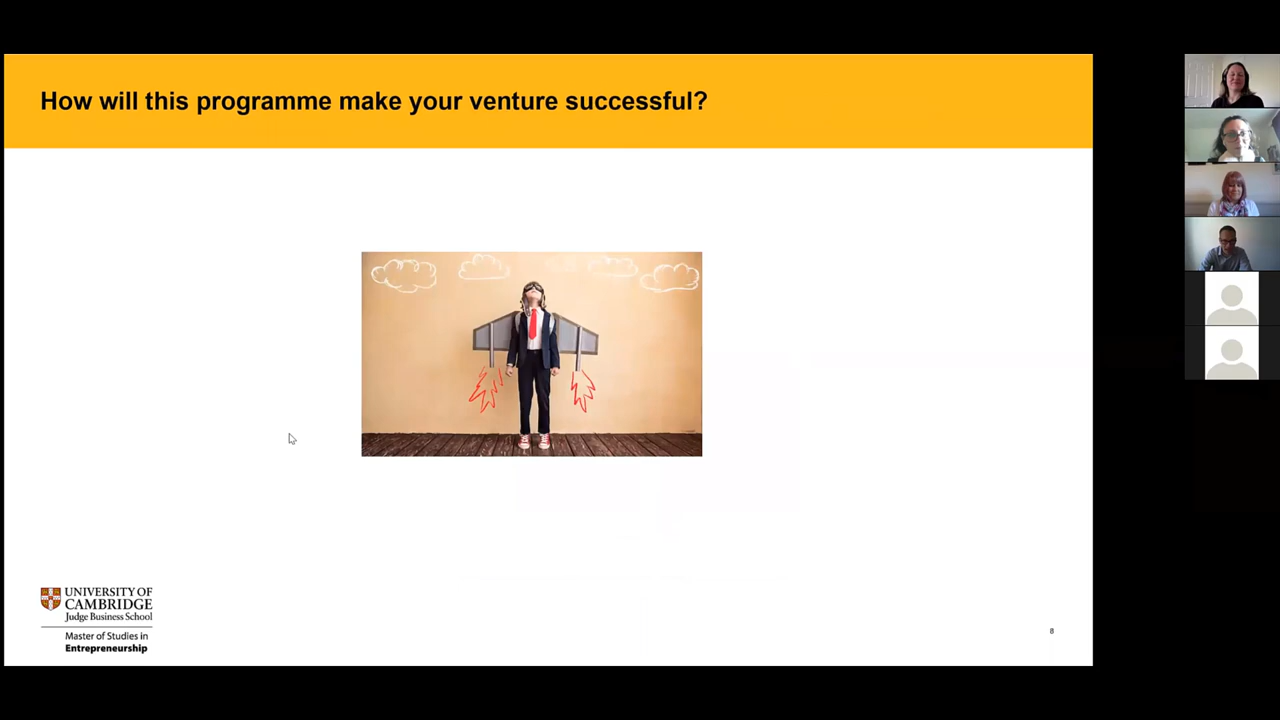 How will this programme make your venture successful?
UNIVERSITY OF
CAMBRIDGE
Judge Business School
Master of Studies in
Entrepreneurship
8